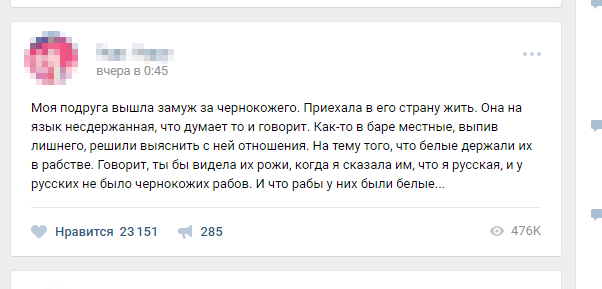 вчера в 0:45
Моя подруга вышла замуж за чернокожего. Приехала в его страну жить. Она на
язык несдержанная, что думает то и говорит. Как-то в баре местные, выпив
лишнего, решили выяснить с ней отношения. На тему того, что белые держали их
в рабстве. Говорит, ты бы видела их рожи, когда я сказала им, что я русская, и у
русских не было чернокожих рабов. И что рабы у них были белые...
Нравится 23 151 285 476K